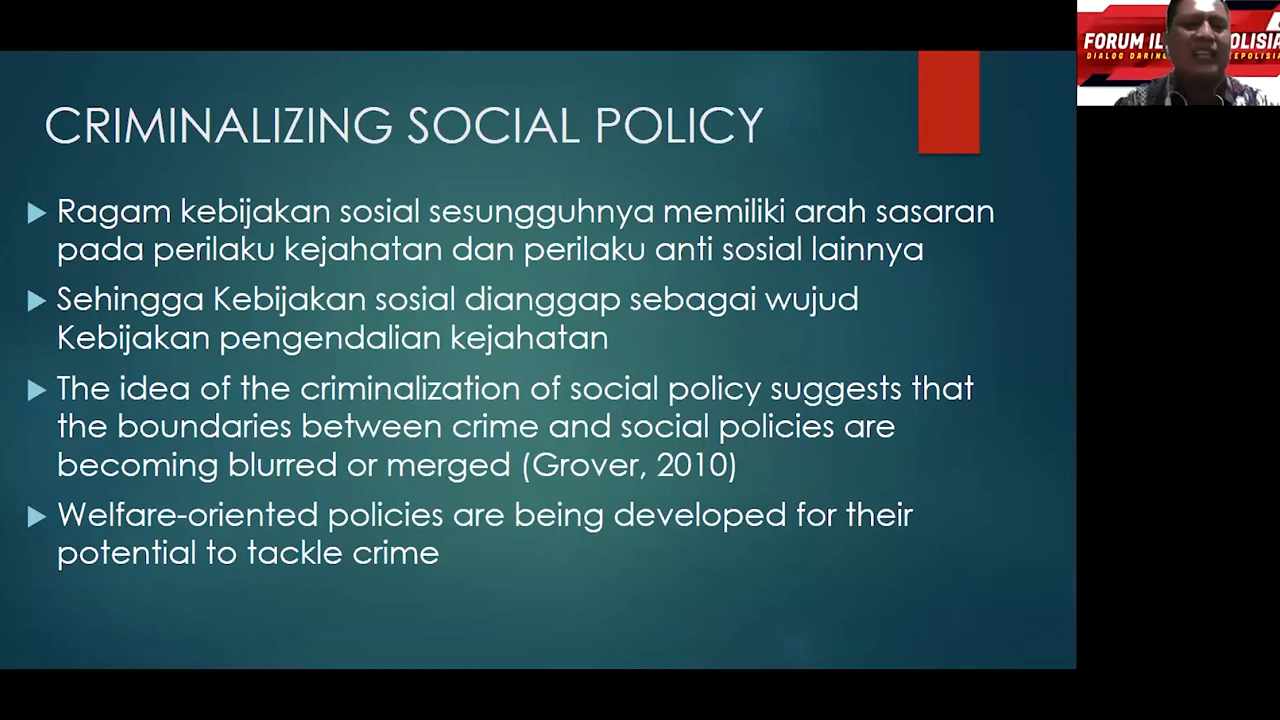 CRIMINALIZING SOCIAL POLICY
Ragam kebijakan sosial sesungguhnya memiliki arah sasaran
pada perilaku kejahatan dan perilaku anti sosial lainnya
Sehingga Kebijakan sosial dianggap sebagai wujud
Kebijakan pengendalian kejahatan
The idea of the criminalization of social policy suggests that
the boundaries between crime and social policies are
becoming blurred or merged (Grover, 2010)
Welfare-oriented policies are being developed for their
potential to tackle crime
FORUM
DIALOG DARING